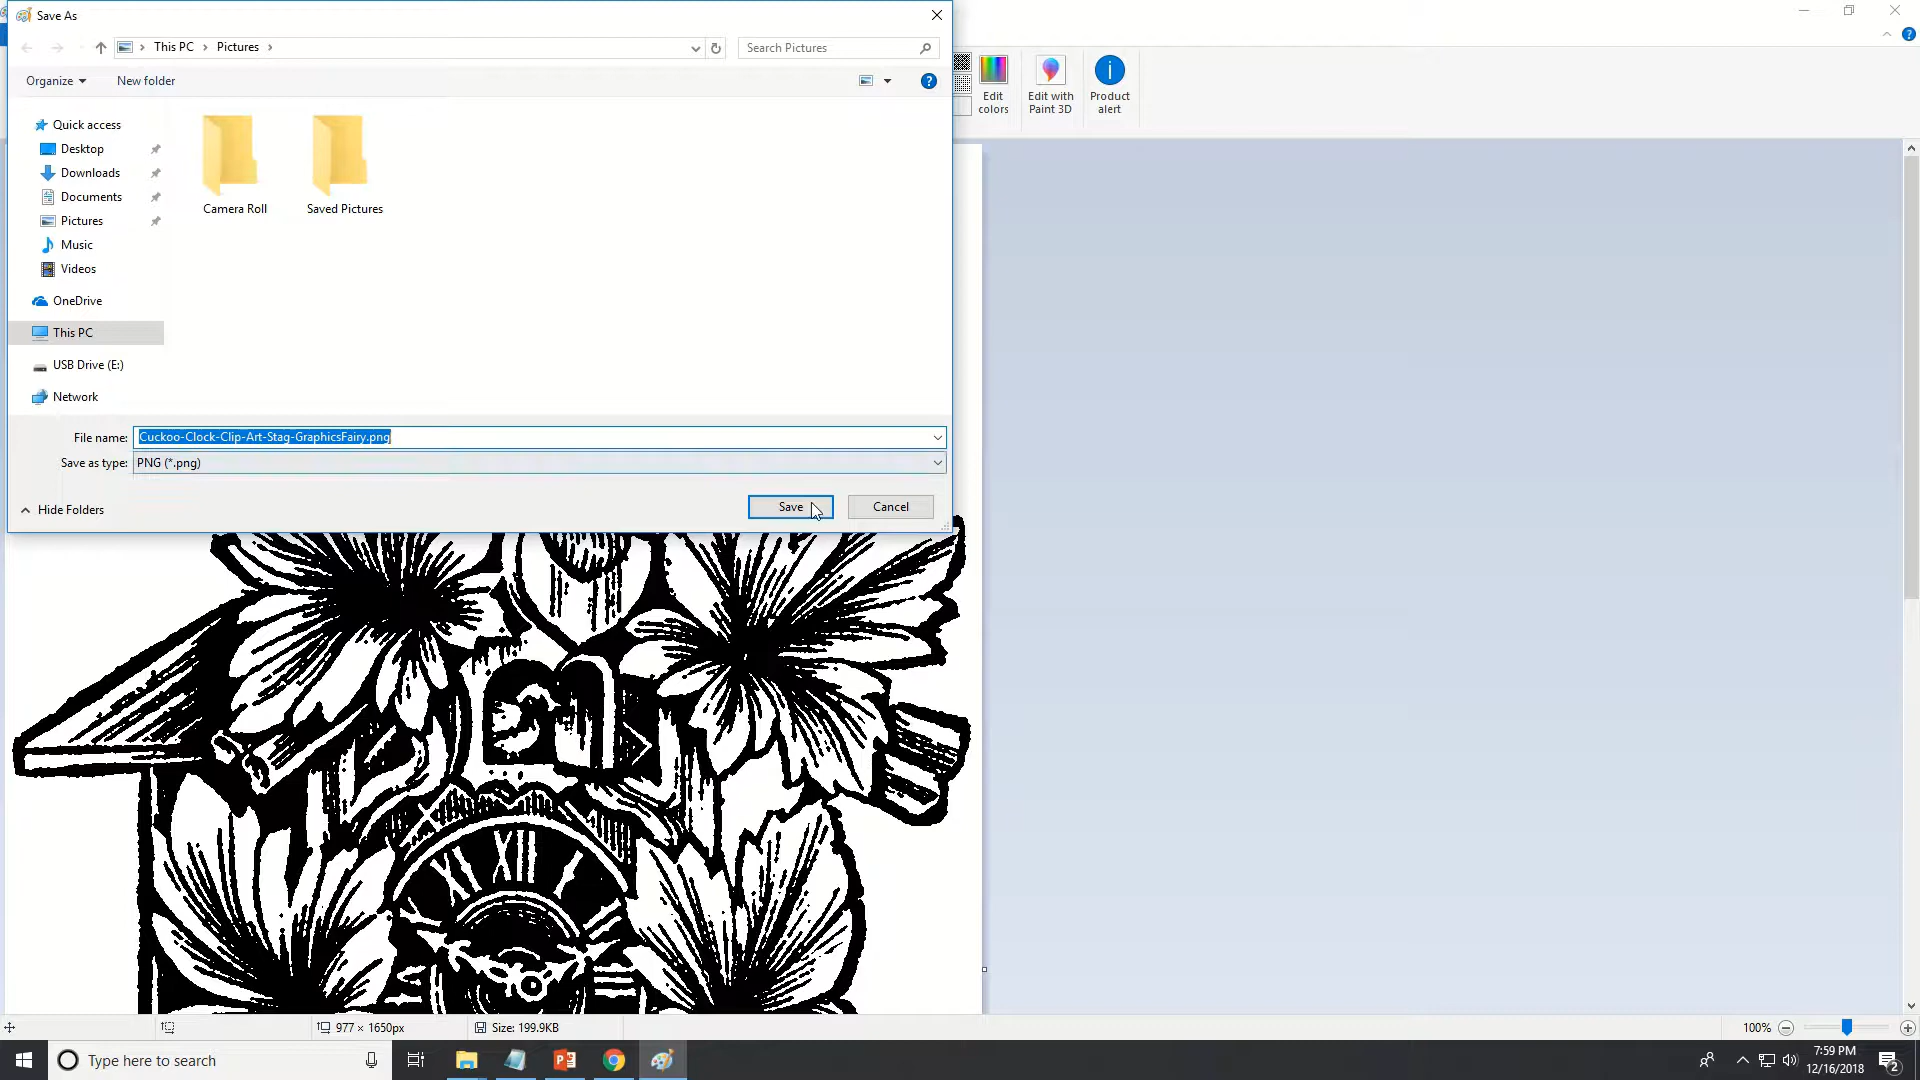 Save As
This PC
Pictures
Search Pictures
Organize
New folder
Edit colors
Edit with Paint 3D
Product alert
Quick access
Desktop
Downloads
Documents
Pictures
Music
Videos
OneDrive
This PC
USB Drive (E:)
Network
Camera Roll
Saved Pictures
File name: Cuckoo-Clock-Clip-Art-Stag-GraphicsFairy.png
Save as type: PNG (*.png)
Hide Folders
Save
Cancel
977 × 1650px
Size: 199.9KB
100%
Type here to search
7:59 PM
12/16/2018
2